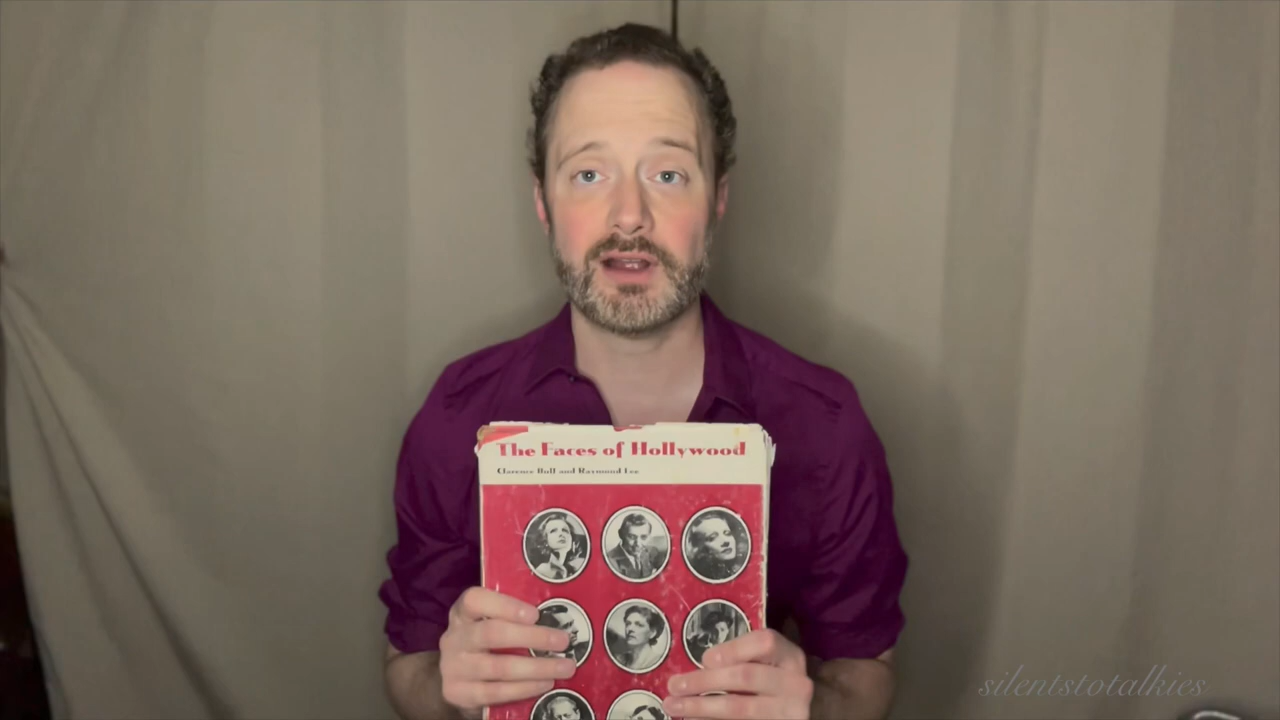 The Faces of Hollywood
Clarence Bull and Raymond Lee
silentstotalkies